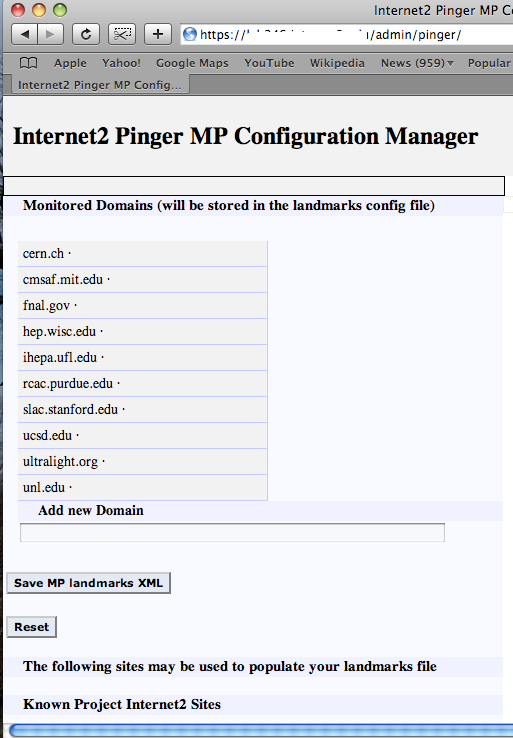 Internet2 Pinger MP C
https://
/admin/pinger/
Apple Yahoo! Google Maps YouTube Wikipedia News (959)▾ Popular
Internet2 Pinger MP Config...
Internet2 Pinger MP Configuration Manager
Monitored Domains (will be stored in the landmarks config file)
cern.ch ·
cmsaf.mit.edu ·
fnal.gov ·
hep.wisc.edu ·
ihepa.ufl.edu ·
rcac.purdue.edu ·
slac.stanford.edu ·
ucsd.edu ·
ultralight.org ·
unl.edu ·
Add new Domain
Save MP landmarks XML
Reset
The following sites may be used to populate your landmarks file
Known Project Internet2 Sites